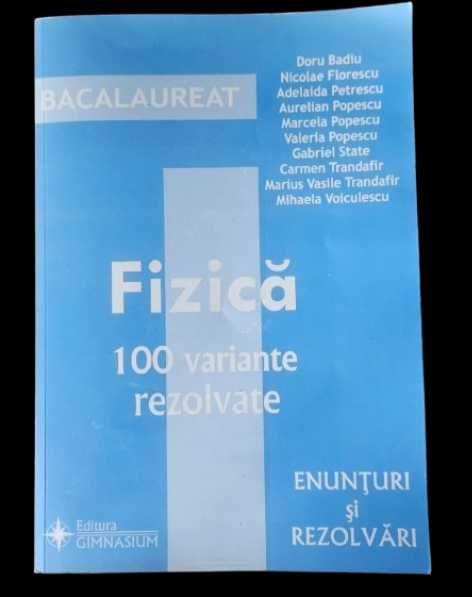 Doru Badiu
Nicolae Florescu
Adelaida Petrescu
Aurelian Popescu
Marcela Popescu
Valeria Popescu
Gabriel State
Carmen Trandafir
Marius Vasile Trandafir
Mihaela Voiculescu
BACALAUREAT
Fizică
100 variante
rezolvate
ENUNŢURI
şi
REZOLVĂRI
Editura
GIMNASIUM